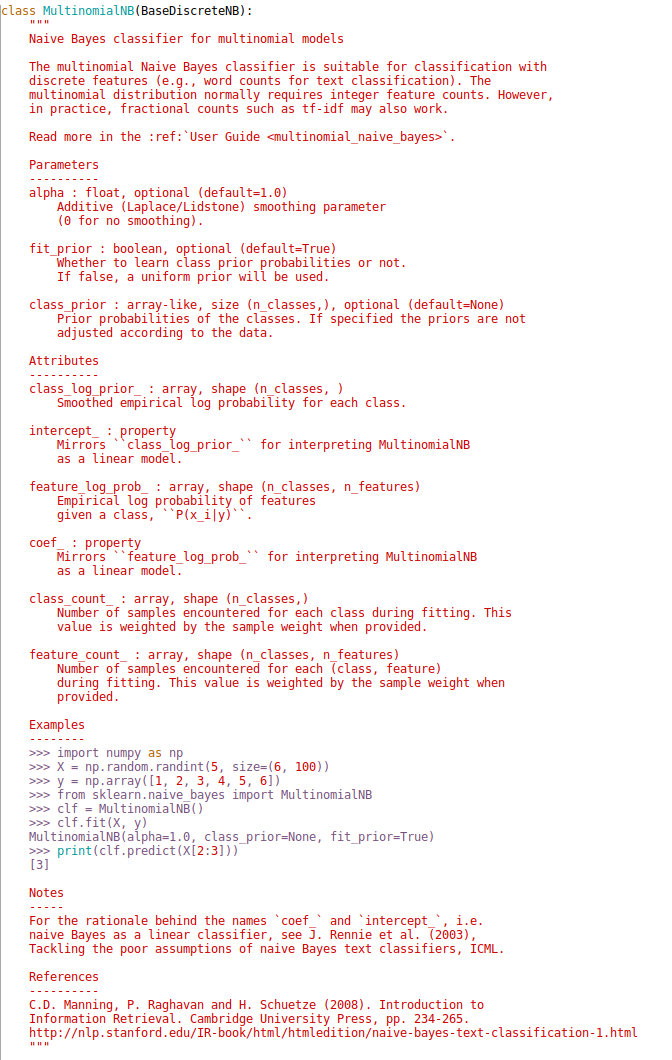 class MultinomialNB(BaseDiscreteNB):
    """
    Naive Bayes classifier for multinomial models

    The multinomial Naive Bayes classifier is suitable for classification with
    discrete features (e.g., word counts for text classification). The
    multinomial distribution normally requires integer feature counts. However,
    in practice, fractional counts such as tf-idf may also work.

    Read more in the :ref:`User Guide <multinomial_naive_bayes>`.

    Parameters
    ----------
    alpha : float, optional (default=1.0)
        Additive (Laplace/Lidstone) smoothing parameter
        (0 for no smoothing).

    fit_prior : boolean, optional (default=True)
        Whether to learn class prior probabilities or not.
        If false, a uniform prior will be used.

    class_prior : array-like, size (n_classes,), optional (default=None)
        Prior probabilities of the classes. If specified the priors are not
        adjusted according to the data.

    Attributes
    ----------
    class_log_prior_ : array, shape (n_classes, )
        Smoothed empirical log probability for each class.

    intercept_ : property
        Mirrors ``class_log_prior_`` for interpreting MultinomialNB
        as a linear model.

    feature_log_prob_ : array, shape (n_classes, n_features)
        Empirical log probability of features
        given a class, ``P(x_i|y)``.

    coef_ : property
        Mirrors ``feature_log_prob_`` for interpreting MultinomialNB
        as a linear model.

    class_count_ : array, shape (n_classes,)
        Number of samples encountered for each class during fitting. This
        value is weighted by the sample weight when provided.

    feature_count_ : array, shape (n_classes, n_features)
        Number of samples encountered for each (class, feature)
        during fitting. This value is weighted by the sample weight when
        provided.

    Examples
    --------
    >>> import numpy as np
    >>> X = np.random.randint(5, size=(6, 100))
    >>> y = np.array([1, 2, 3, 4, 5, 6])
    >>> from sklearn.naive_bayes import MultinomialNB
    >>> clf = MultinomialNB()
    >>> clf.fit(X, y)
    MultinomialNB(alpha=1.0, class_prior=None, fit_prior=True)
    >>> print(clf.predict(X[2:3]))
    [3]

    Notes
    -----
    For the rationale behind the names `coef_` and `intercept_`, i.e.
    naive Bayes as a linear classifier, see J. Rennie et al. (2003),
    Tackling the poor assumptions of naive Bayes text classifiers, ICML.

    References
    ----------
    C.D. Manning, P. Raghavan and H. Schuetze (2008). Introduction to
    Information Retrieval. Cambridge University Press, pp. 234-265.
    http://nlp.stanford.edu/IR-book/html/htmledition/naive-bayes-text-classification-1.html
    """